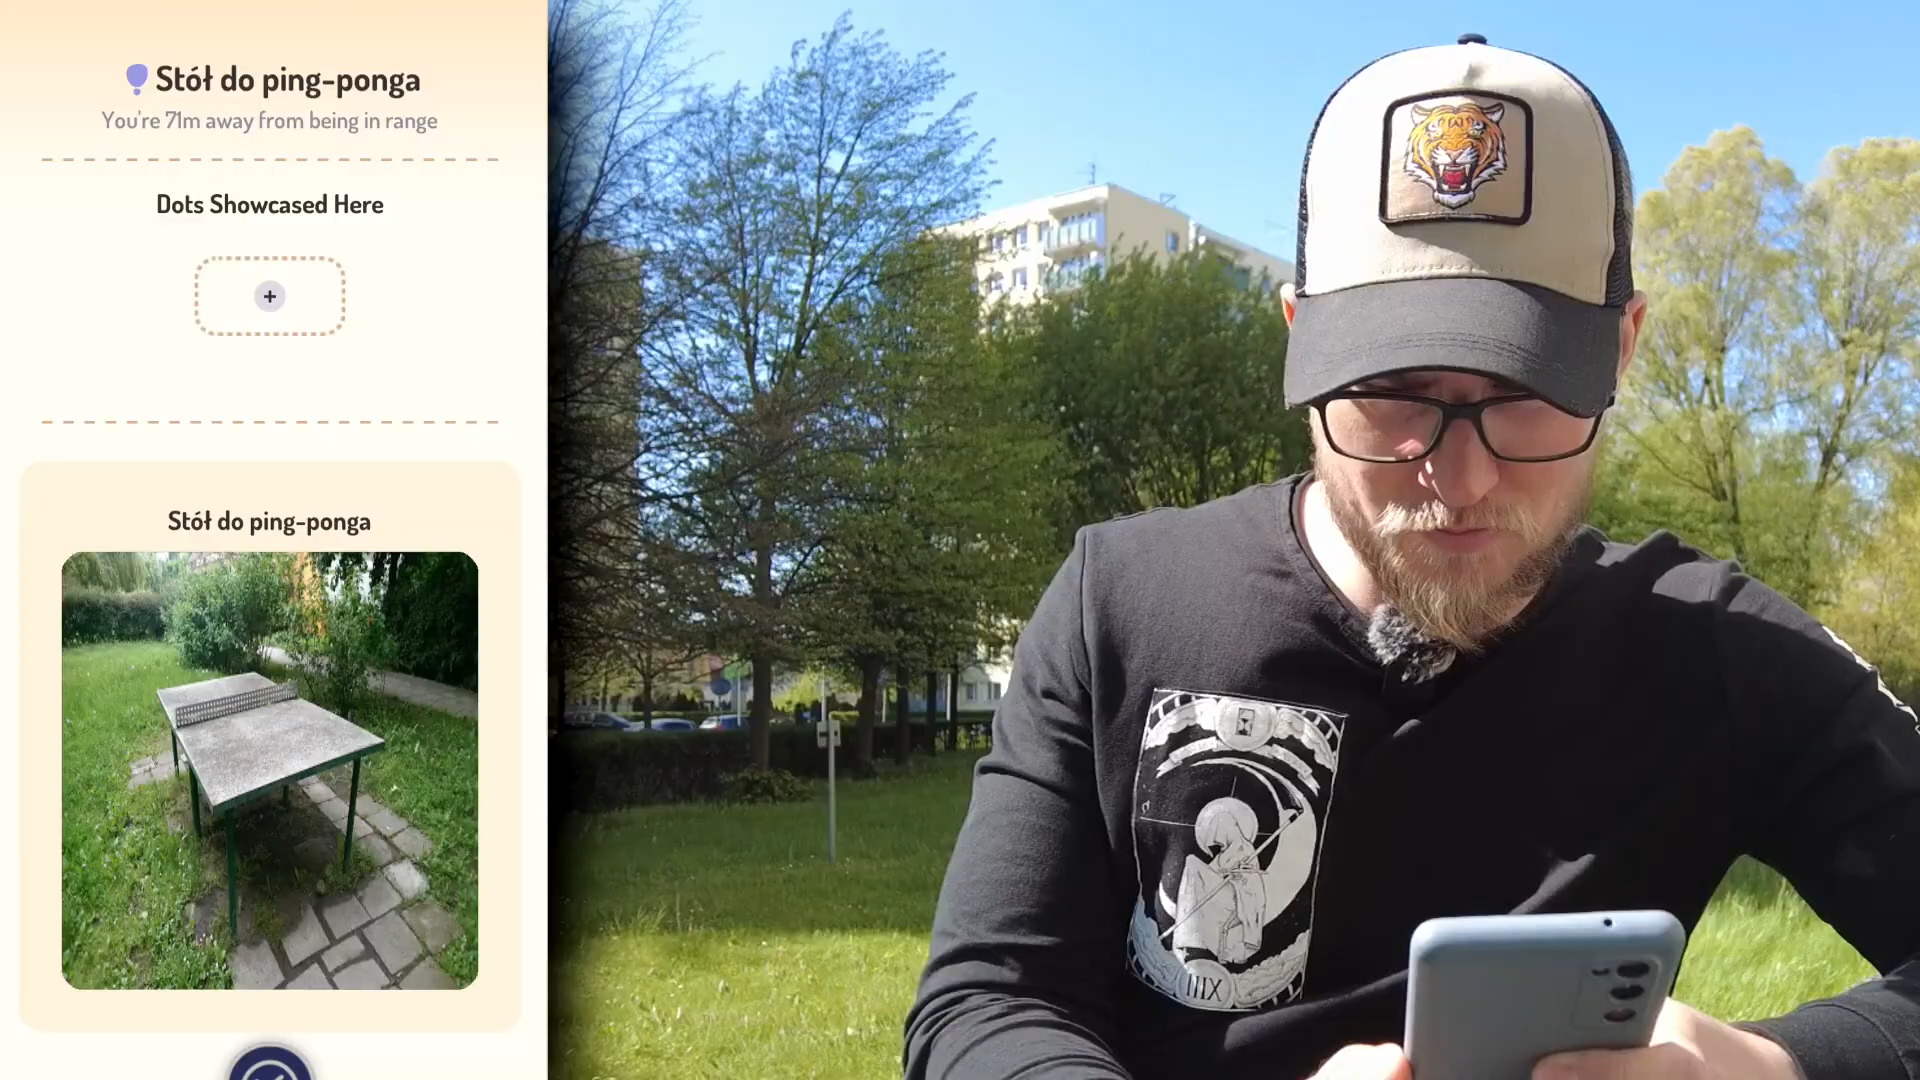 Stół do ping-ponga
You're 71m away from being in range
Dots Showcased Here
+
Stół do ping-ponga
IIIX